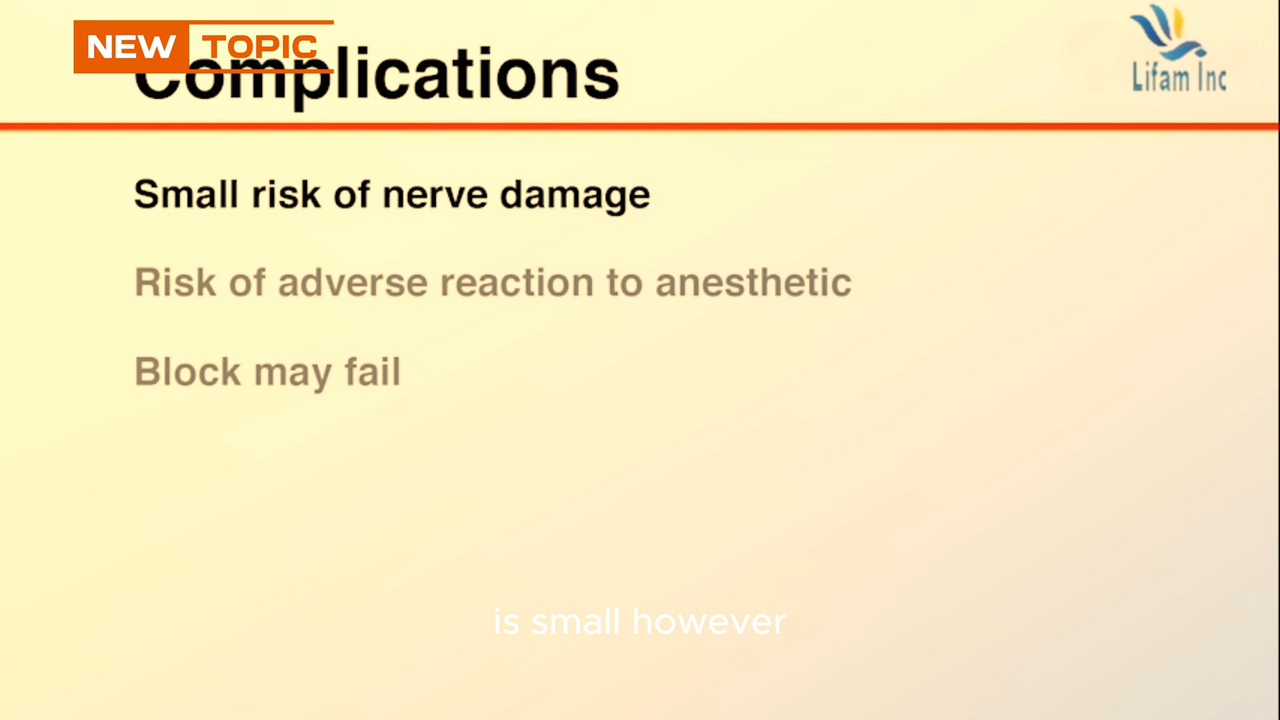 NEW TOPIC
Complications
Lifam Inc
Small risk of nerve damage
Risk of adverse reaction to anesthetic
Block may fail
is small however